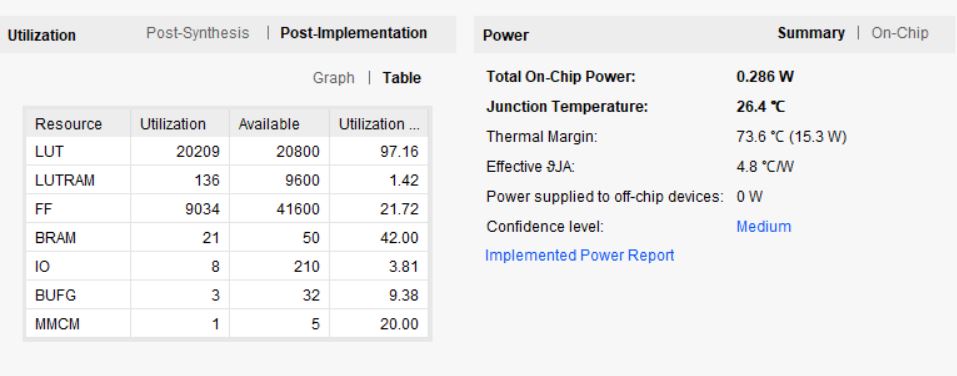 Utilization Post-Synthesis | Post-Implementation
Graph | Table
Resource Utilization Available Utilization ...
LUT 20209 20800 97.16
LUTRAM 136 9600 1.42
FF 9034 41600 21.72
BRAM 21 50 42.00
IO 8 210 3.81
BUFG 3 32 9.38
MMCM 1 5 20.00
Power Summary | On-Chip
Total On-Chip Power: 0.286 W
Junction Temperature: 26.4 °C
Thermal Margin: 73.6 °C (15.3 W)
Effective ϑJA: 4.8 °C/W
Power supplied to off-chip devices: 0 W
Confidence level: Medium
Implemented Power Report